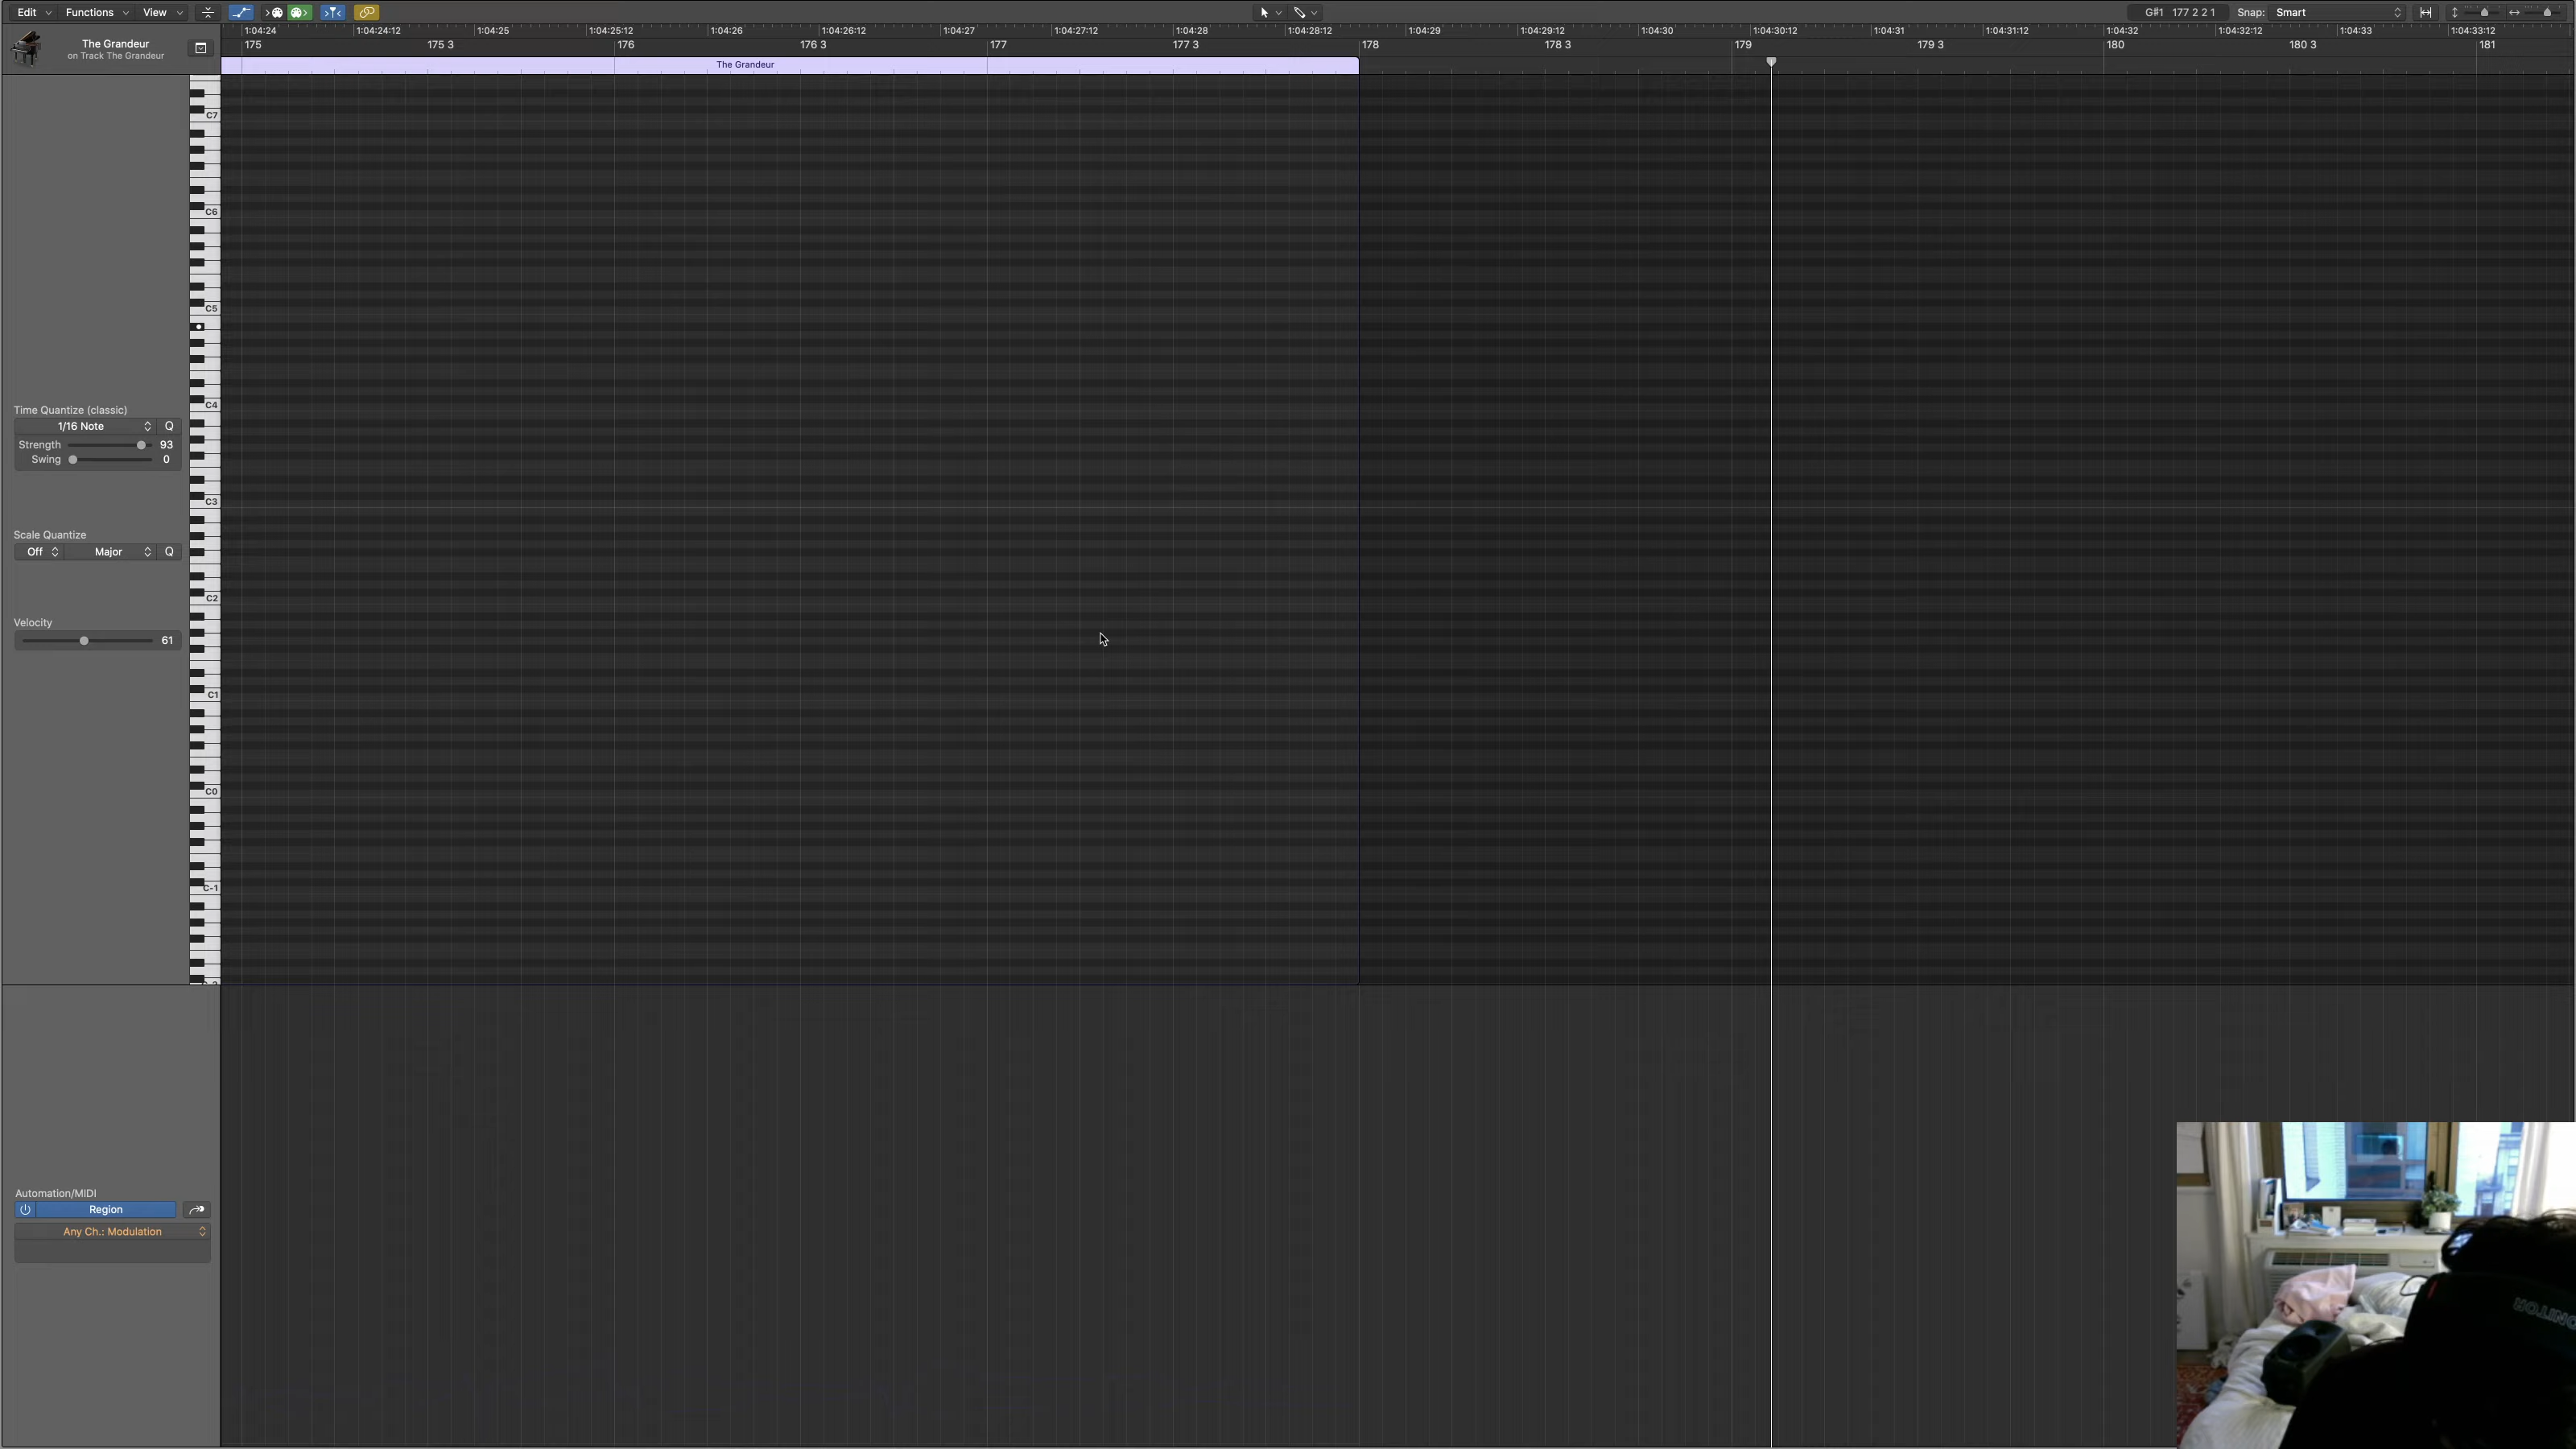 Edit Functions View
G#1 177 2 2 1 Snap: Smart
The Grandeur
on Track The Grandeur
1:04:24 1:04:24:12 1:04:25 1:04:25:12 1:04:26 1:04:26:12 1:04:27 1:04:27:12 1:04:28 1:04:28:12 1:04:29 1:04:29:12 1:04:30 1:04:30:12 1:04:31 1:04:31:12 1:04:32 1:04:32:12 1:04:33 1:04:33:12
175 175 3 176 176 3 177 177 3 178 178 3 179 179 3 180 180 3 181
The Grandeur
C7
C6
C5
C4
Time Quantize (classic)
1/16 Note Q
Strength 93
Swing 0
C3
Scale Quantize
Off Major Q
C2
Velocity
61
C1
C0
C-1
Automation/MIDI
Region
Any Ch.: Modulation